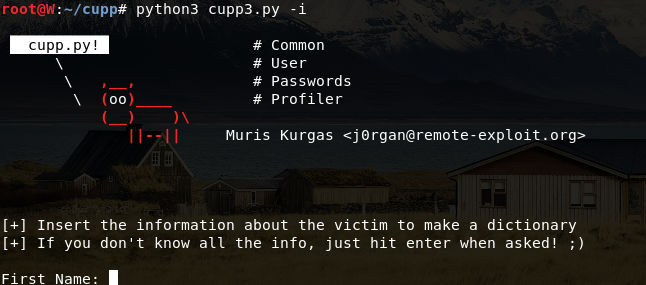 root@W:~/cupp# python3 cupp3.py -i
cupp.py! # Common
\ # User
\ ,__, # Passwords
\ (oo)____ # Profiler
(__) )\
||--|| Muris Kurgas <j0rgan@remote-exploit.org>
[+] Insert the information about the victim to make a dictionary
[+] If you don't know all the info, just hit enter when asked! ;)
First Name: